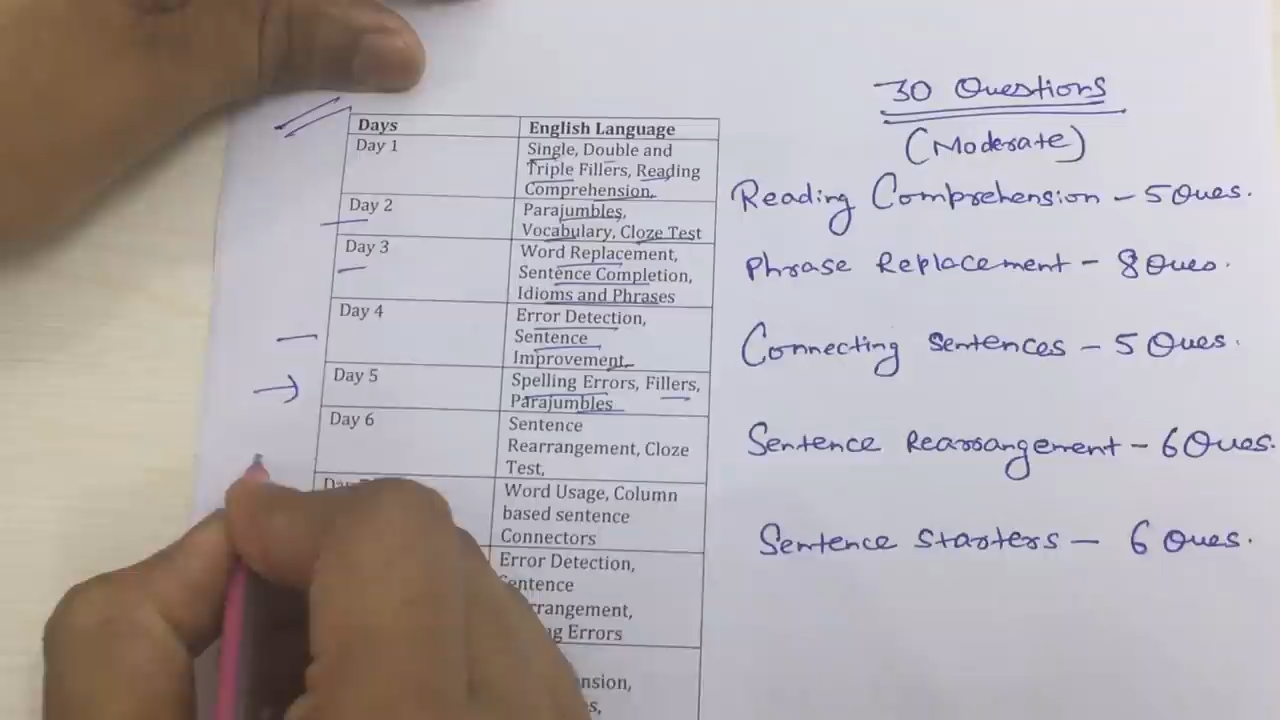 30 Questions
(Moderate)
Days English Language
Day 1 Single, Double and
Triple Fillers, Reading
Comprehension.
Day 2 Parajumbles,
Vocabulary, Cloze Test
Day 3 Word Replacement,
Sentence Completion,
Idioms and Phrases
Day 4 Error Detection,
Sentence
Improvement,
Day 5 Spelling Errors, Fillers,
Parajumbles
Day 6 Sentence
Rearrangement, Cloze
Test,
Word Usage, Column
based sentence
Connectors
Error Detection,
Errors
Reading Comprehension - 5 Ques.
Phrase Replacement - 8 Ques.
Connecting Sentences - 5 Ques.
Sentence Rearrangement - 6 Ques.
Sentence Starters - 6 Ques.